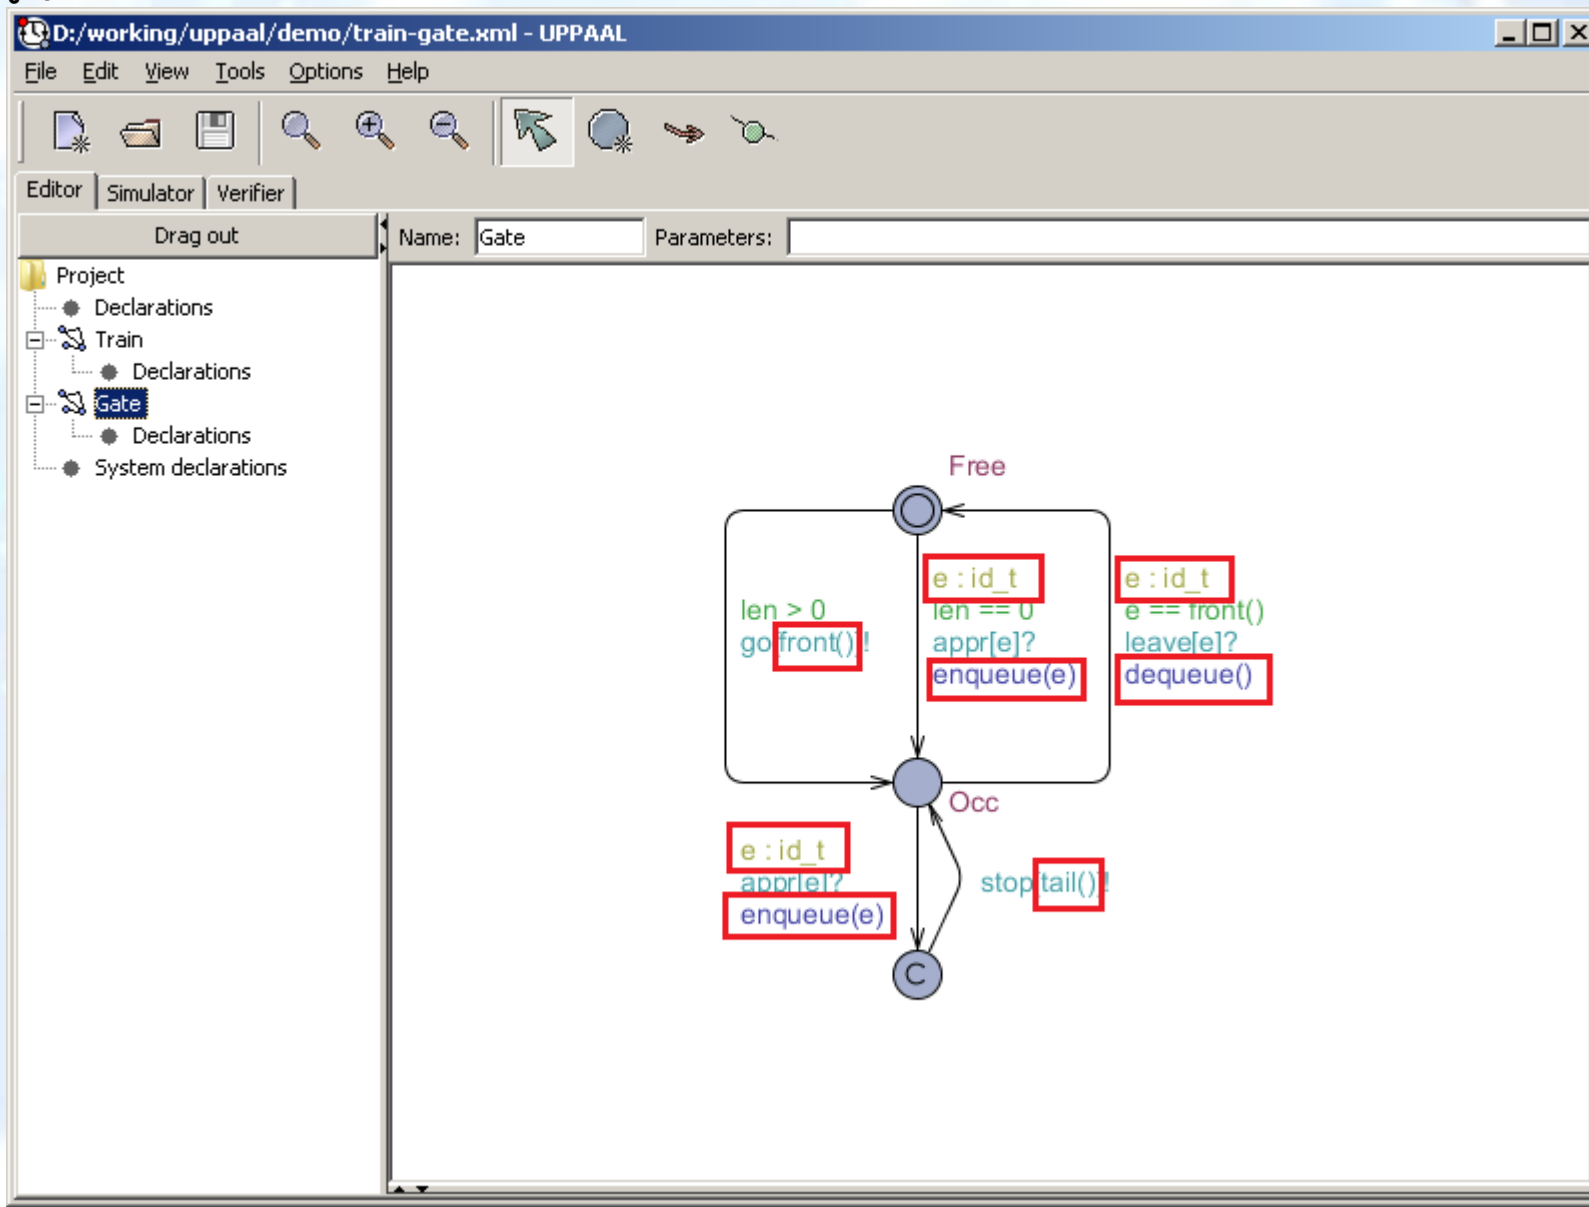 D:/working/uppaal/demo/train-gate.xml - UPPAAL
File Edit View Tools Options Help
Editor Simulator Verifier
Drag out
Name: Gate Parameters:
Project
Declarations
Train
Declarations
Gate
Declarations
System declarations
Free
e : id_t
len == 0
appr[e]?
enqueue(e)
e : id_t
e == front()
leave[e]?
dequeue()
len > 0
go[front()]!
Occ
e : id_t
appr[e]?
enqueue(e)
stop[tail()]!
C